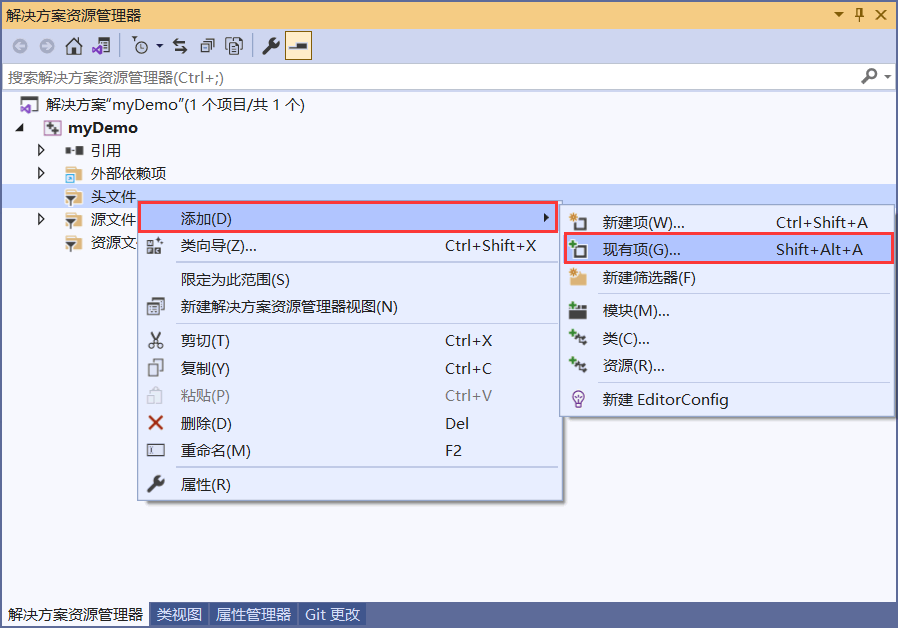 解决方案资源管理器
搜索解决方案资源管理器(Ctrl+;)
解决方案"myDemo"(1 个项目/共 1 个)
myDemo
引用
外部依赖项
头文件
源文件
资源文
添加(D)
类向导(Z)... Ctrl+Shift+X
限定为此范围(S)
新建解决方案资源管理器视图(N)
剪切(T) Ctrl+X
复制(Y) Ctrl+C
粘贴(P) Ctrl+V
删除(D) Del
重命名(M) F2
属性(R)
新建项(W)... Ctrl+Shift+A
现有项(G)... Shift+Alt+A
新建筛选器(F)
模块(M)...
类(C)...
资源(R)...
新建 EditorConfig
解决方案资源管理器 类视图 属性管理器 Git 更改